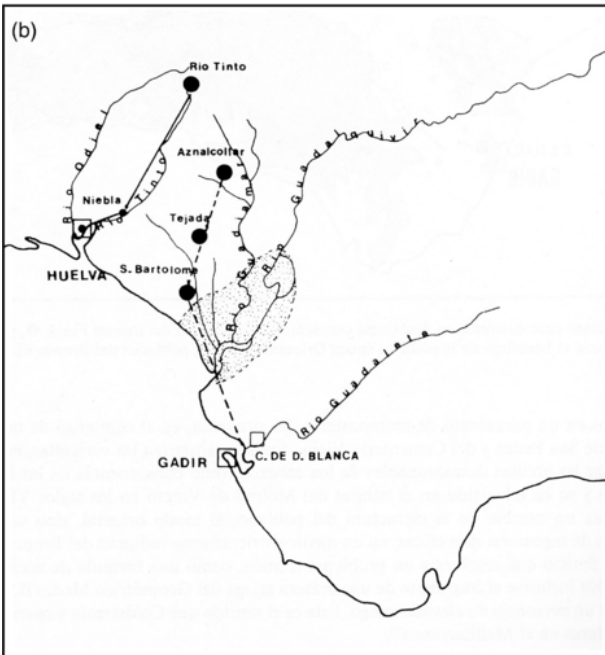 (b)
Rio Tinto
Aznalcollar
Rio Odiel
Rio Guadalquivir
Niebla
Rio Tinto
Tejada
Rio Guadiamar
HUELVA
S. Bartolome
Rio Guadalete
GADIR
C. DE D. BLANCA